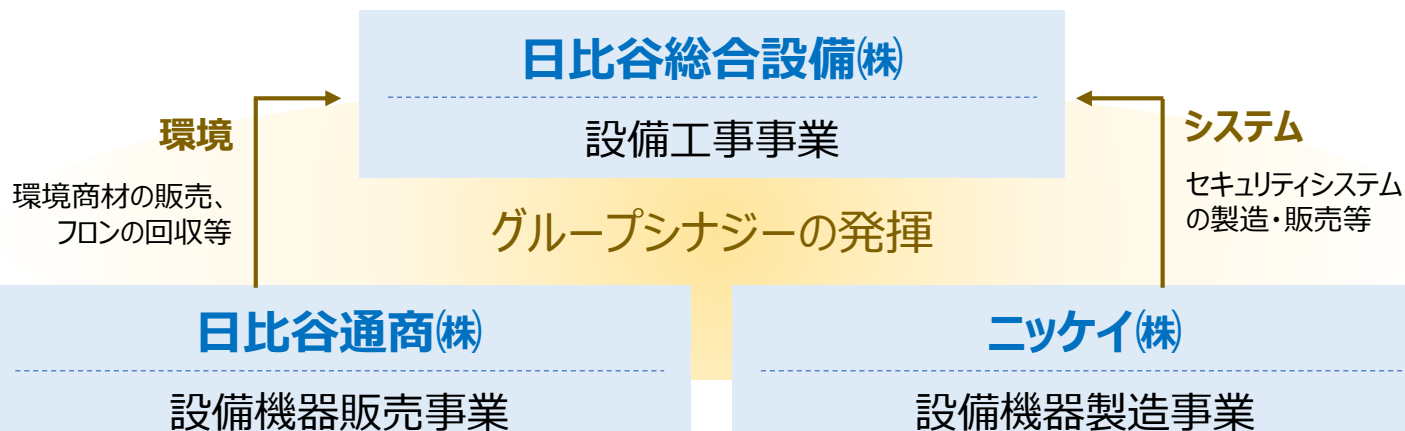 日比谷総合設備㈱
設備工事事業
環境
環境商材の販売、
フロンの回収等
システム
セキュリティシステム
の製造・販売等
グループシナジーの発揮
日比谷通商㈱
設備機器販売事業
ニッケイ㈱
設備機器製造事業